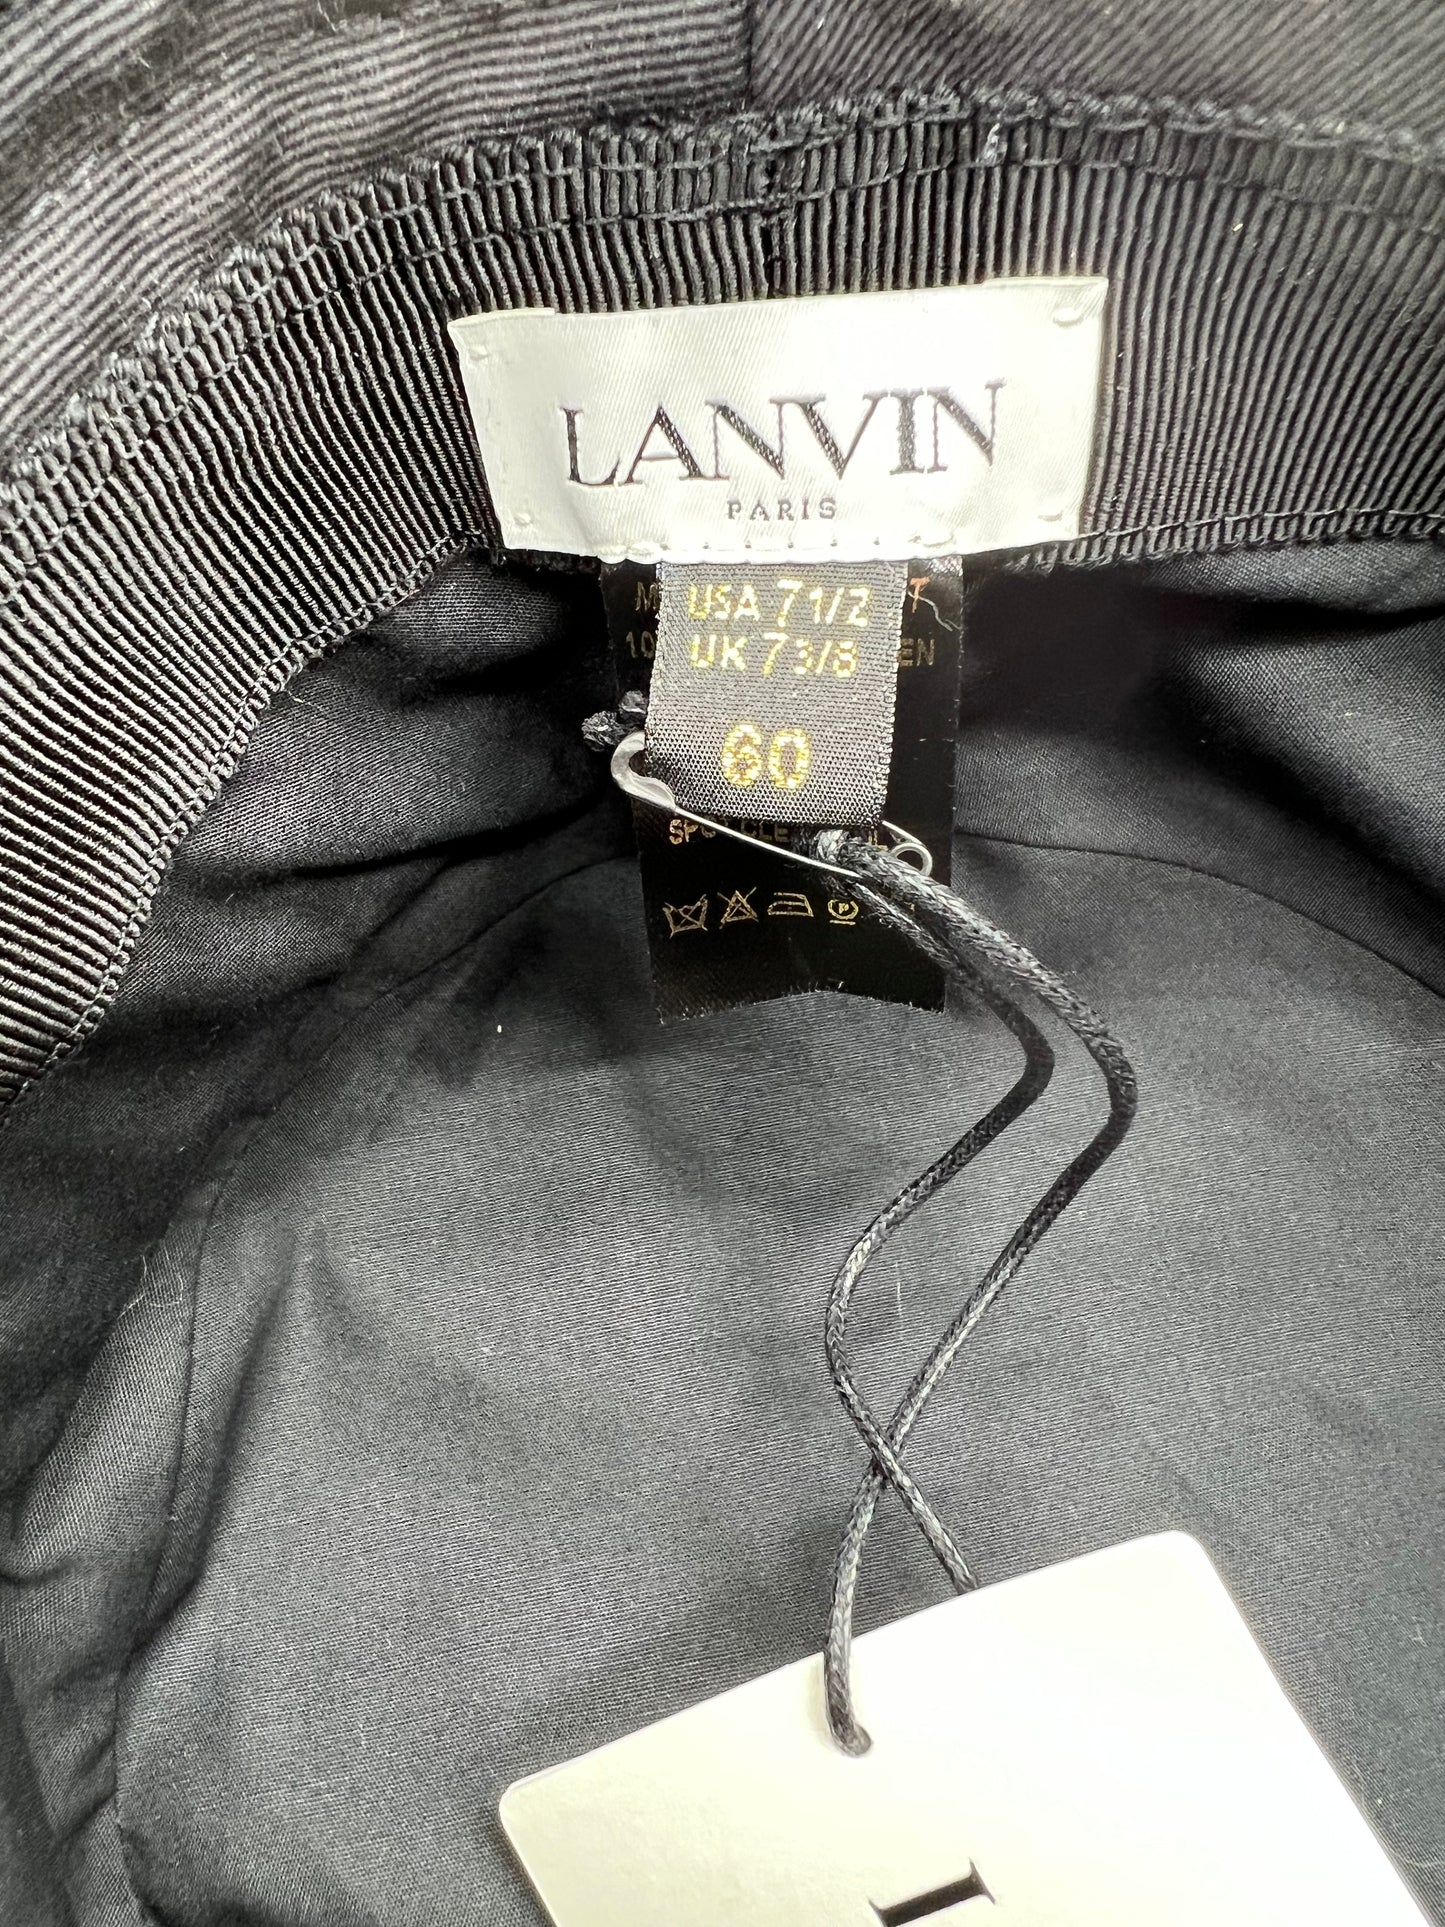 LANVIN
PARIS
USA 7 1/2
UK 7 3/8
60
L